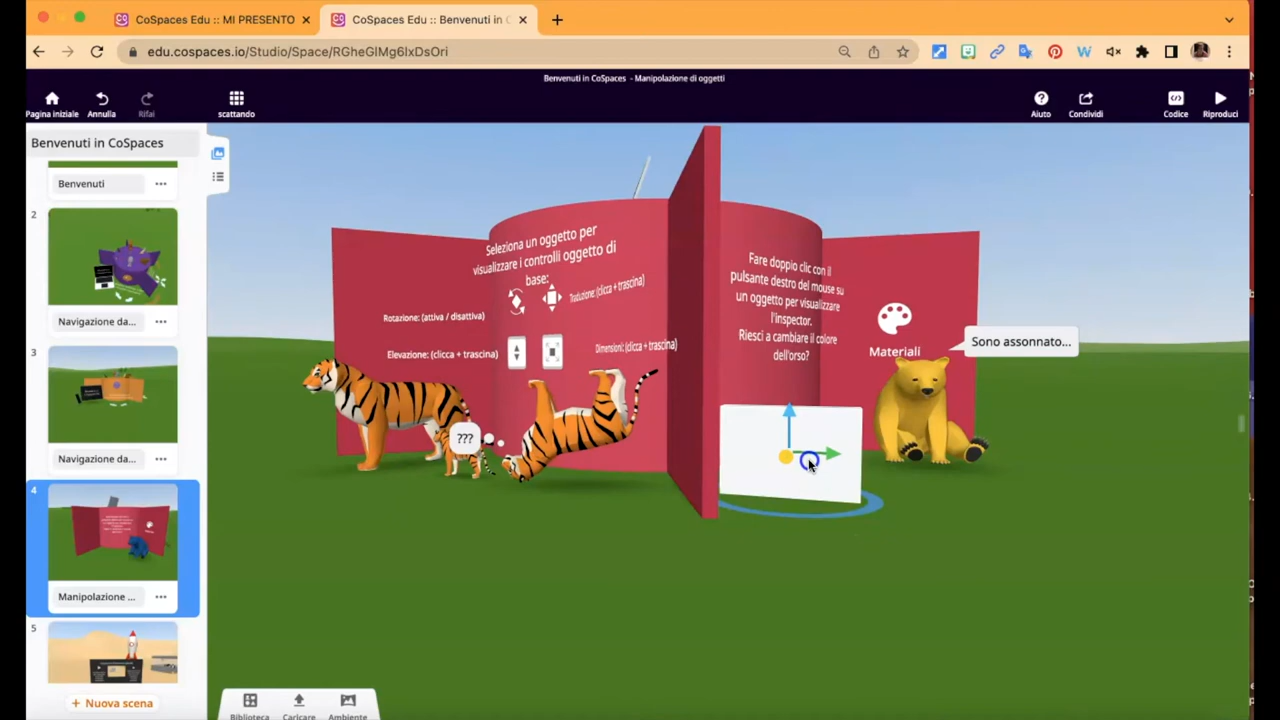 CoSpaces Edu :: MI PRESENTO
CoSpaces Edu :: Benvenuti in C
edu.cospaces.io/Studio/Space/RGheGlMg6lxDsOri
Benvenuti in CoSpaces - Manipolazione di oggetti
Pagina iniziale
Annulla
Rifai
scattando
Aiuto
Condividi
Codice
Riproduci
Benvenuti in CoSpaces
Benvenuti
2
Navigazione da...
3
Navigazione da...
4
Manipolazione ...
5
+ Nuova scena
Seleziona un oggetto per
visualizzare i controlli oggetto di
base:
Traduzione: (clicca + trascina)
Rotazione: (attiva / disattiva)
Elevazione: (clicca + trascina)
Dimensioni: (clicca + trascina)
???
Fare doppio clic con il
pulsante destro del mouse su
un oggetto per visualizzare
l'inspector.
Riesci a cambiare il colore
dell'orso?
Materiali
Sono assonnato...
Biblioteca
Caricare
Ambiente